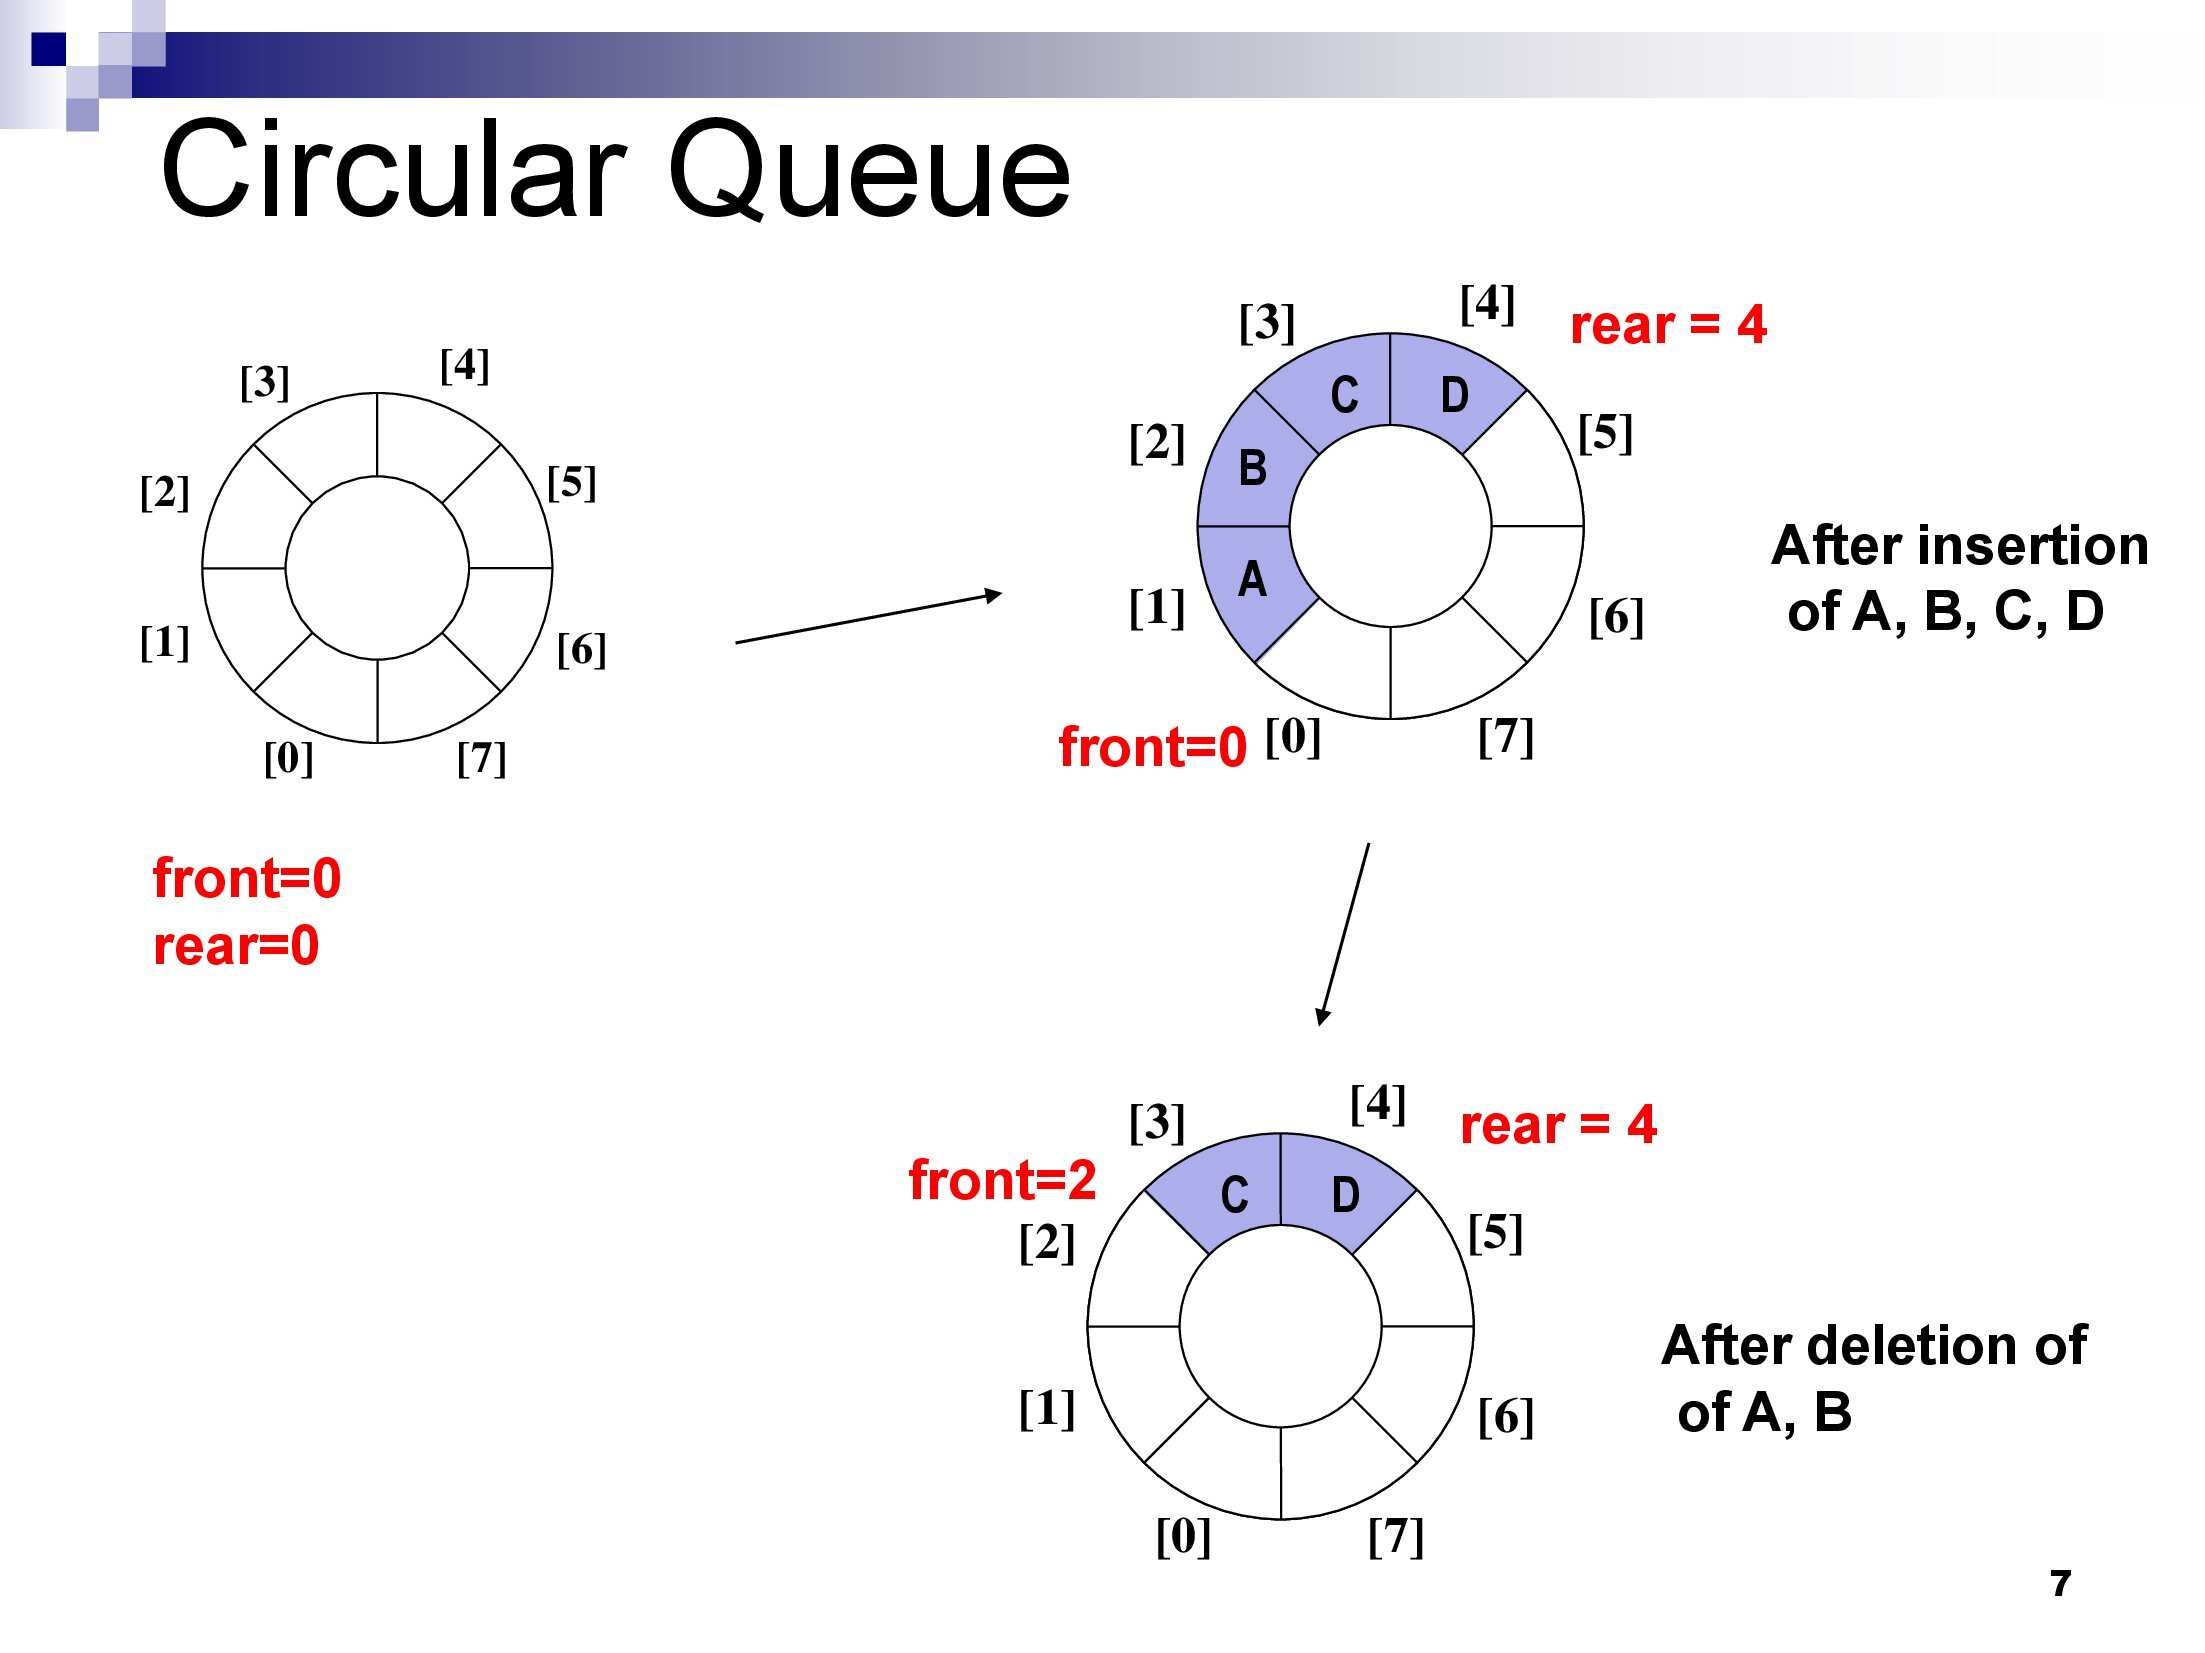 Circular Queue
[3]
[4]
[2]
[5]
[1]
[6]
[0]
[7]
front=0
rear=0
[3]
[4]
rear = 4
C
D
[2]
B
[5]
A
[1]
[6]
After insertion
of A, B, C, D
front=0
[0]
[7]
[3]
[4]
rear = 4
front=2
C
D
[2]
[5]
[1]
[6]
After deletion of
of A, B
[0]
[7]
7